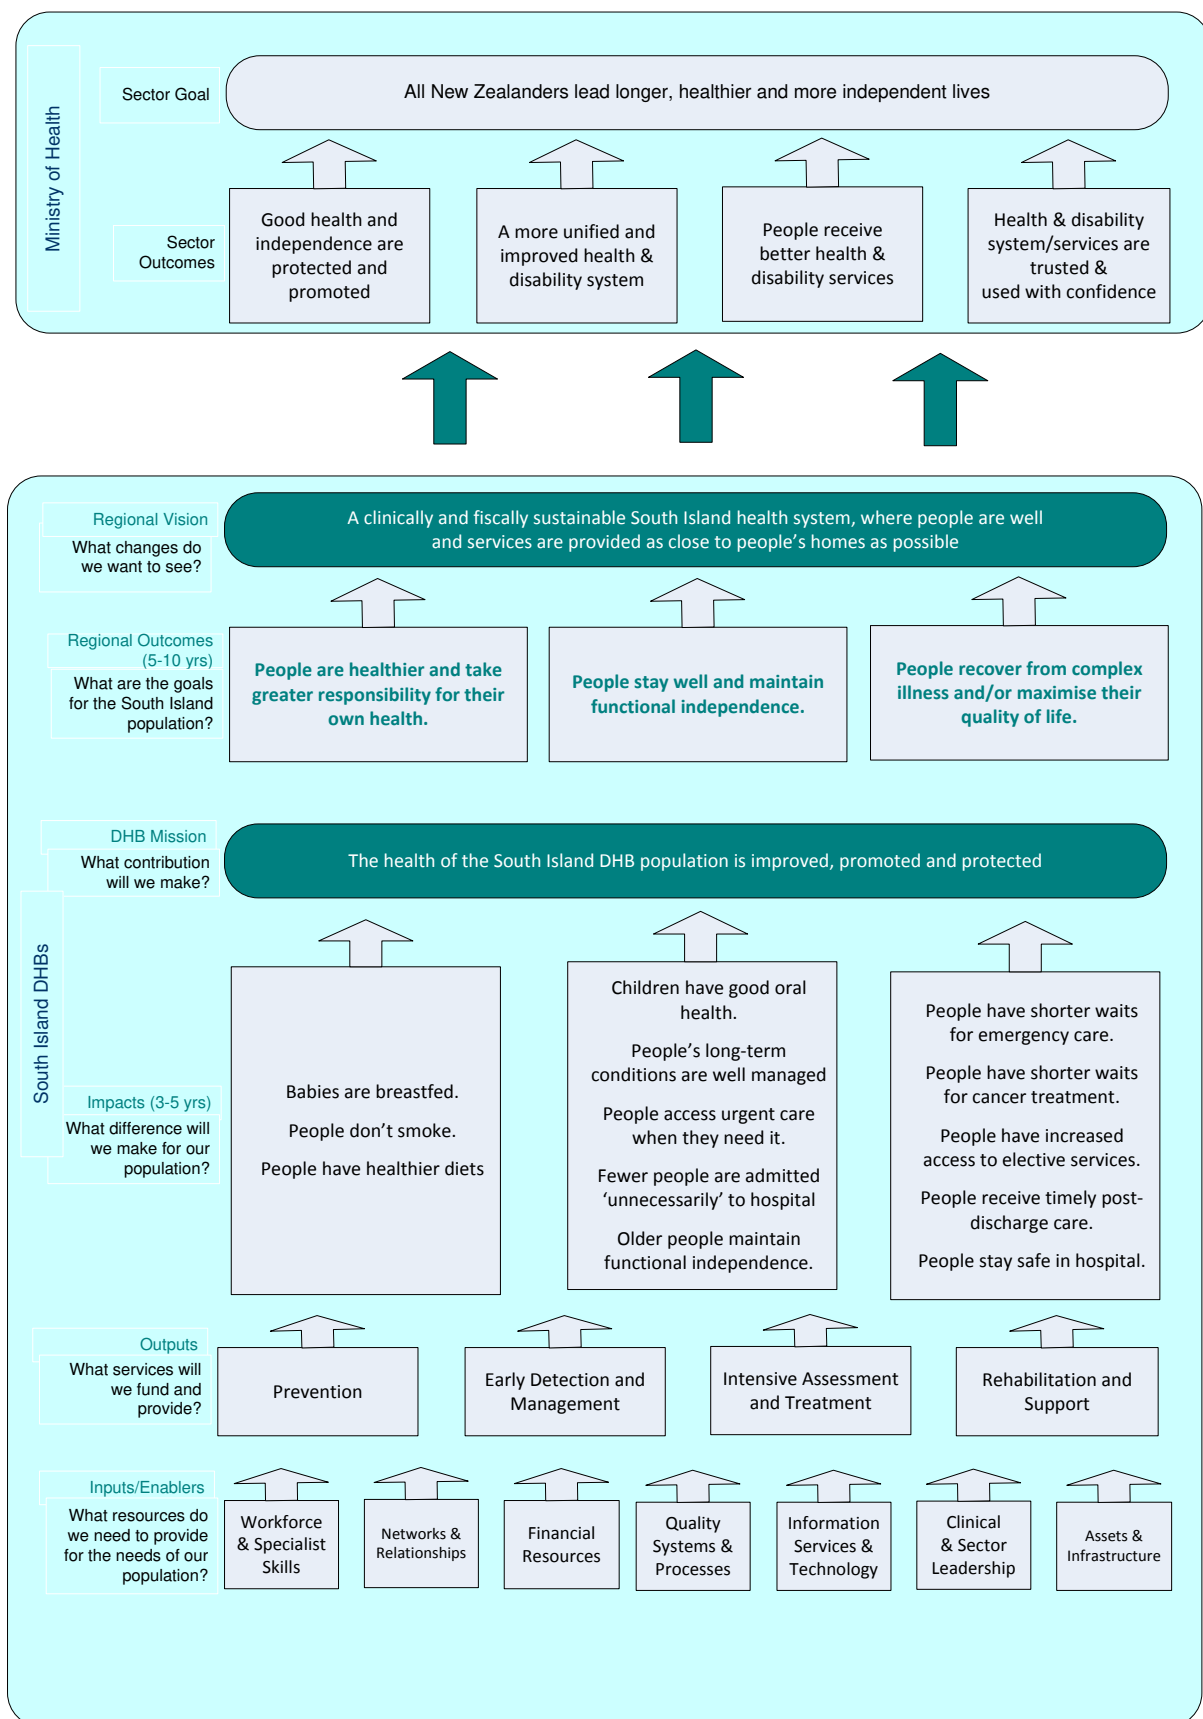 Ministry of Health
Sector Goal
All New Zealanders lead longer, healthier and more independent lives
Sector
Outcomes
Good health and
independence are
protected and
promoted
A more unified and
improved health &
disability system
People receive
better health &
disability services
Health & disability
system/services are
trusted &
used with confidence
South Island DHBs
Regional Vision
What changes do
we want to see?
A clinically and fiscally sustainable South Island health system, where people are well
and services are provided as close to people’s homes as possible
Regional Outcomes
(5-10 yrs)
What are the goals
for the South Island
population?
People are healthier and take
greater responsibility for their
own health.
People stay well and maintain
functional independence.
People recover from complex
illness and/or maximise their
quality of life.
DHB Mission
What contribution
will we make?
The health of the South Island DHB population is improved, promoted and protected
Impacts (3-5 yrs)
What difference will
we make for our
population?
Babies are breastfed.
People don’t smoke.
People have healthier diets
Children have good oral
health.
People’s long-term
conditions are well managed
People access urgent care
when they need it.
Fewer people are admitted
‘unnecessarily’ to hospital
Older people maintain
functional independence.
People have shorter waits
for emergency care.
People have shorter waits
for cancer treatment.
People have increased
access to elective services.
People receive timely post-
discharge care.
People stay safe in hospital.
Outputs
What services will
we fund and
provide?
Prevention
Early Detection and
Management
Intensive Assessment
and Treatment
Rehabilitation and
Support
Inputs/Enablers
What resources do
we need to provide
for the needs of our
population?
Workforce
& Specialist
Skills
Networks &
Relationships
Financial
Resources
Quality
Systems &
Processes
Information
Services &
Technology
Clinical
& Sector
Leadership
Assets &
Infrastructure